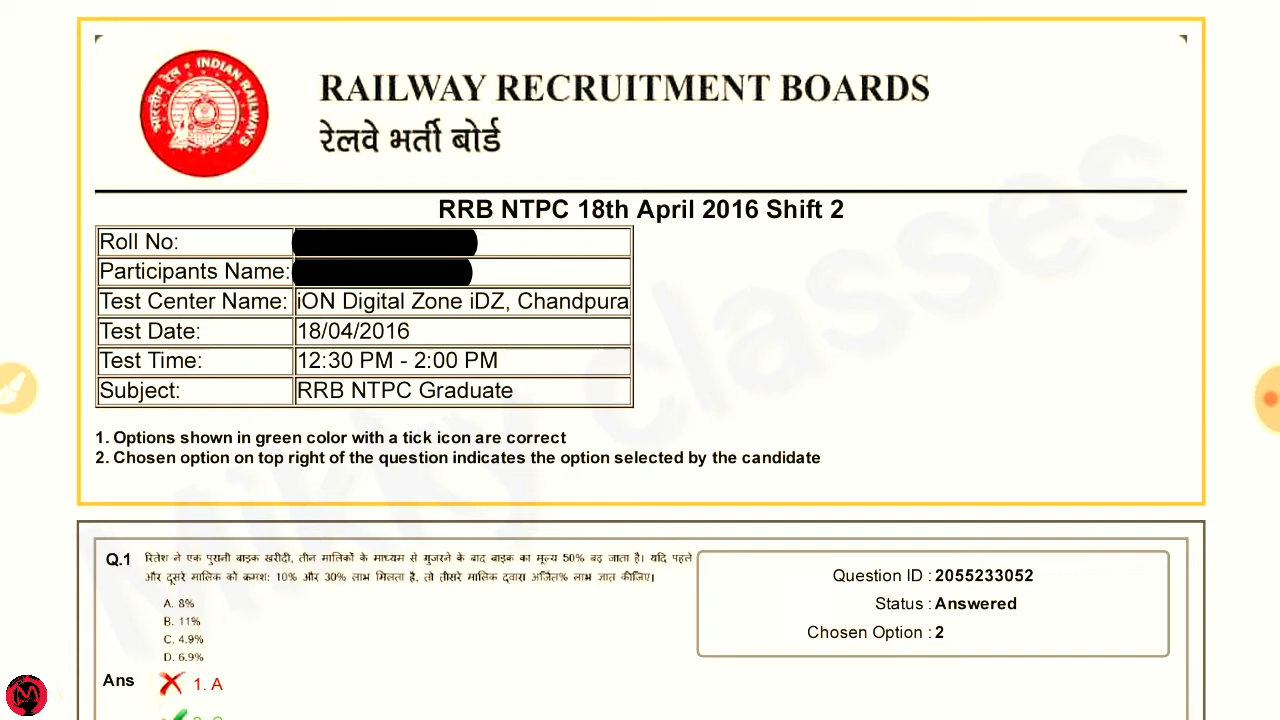 भारतीय रेल
INDIAN RAILWAYS
RAILWAY RECRUITMENT BOARDS
रेलवे भर्ती बोर्ड
RRB NTPC 18th April 2016 Shift 2
Roll No:
Participants Name:
Test Center Name: iON Digital Zone iDZ, Chandpura
Test Date: 18/04/2016
Test Time: 12:30 PM - 2:00 PM
Subject: RRB NTPC Graduate
1. Options shown in green color with a tick icon are correct
2. Chosen option on top right of the question indicates the option selected by the candidate
Mikky classes
Q.1 रितेश ने एक पुरानी बाइक खरीदी, तीन मालिकों के माध्यम से गुजरने के बाद बाइक का मूल्य 50% बढ़ जाता है। यदि पहले
और दूसरे मालिक को क्रमश: 10% और 30% लाभ मिलता है, तो तीसरे मालिक द्वारा अर्जित% लाभ ज्ञात कीजिए।
A. 8%
B. 11%
C. 4.9%
D. 6.9%
Question ID : 2055233052
Status : Answered
Chosen Option : 2
Ans 1. A